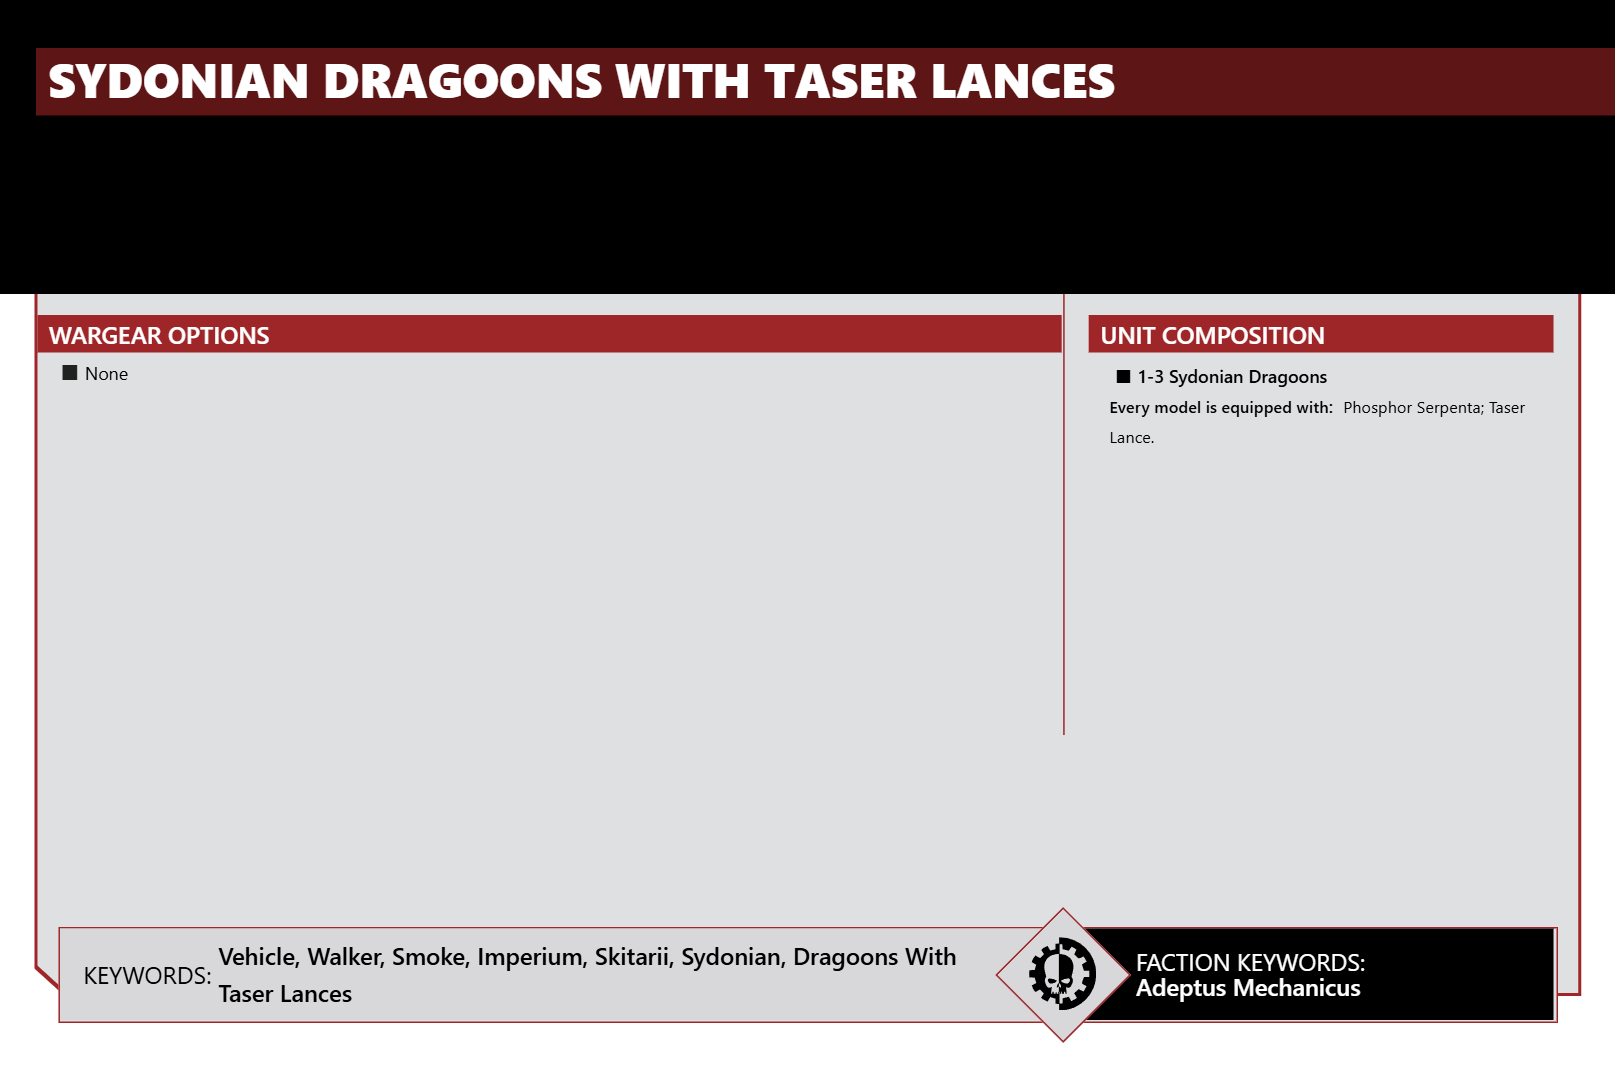 SYDONIAN DRAGOONS WITH TASER LANCES
WARGEAR OPTIONS
■ None
UNIT COMPOSITION
■ 1-3 Sydonian Dragoons
Every model is equipped with: Phosphor Serpenta; Taser
Lance.
KEYWORDS:
Vehicle, Walker, Smoke, Imperium, Skitarii, Sydonian, Dragoons With
Taser Lances
FACTION KEYWORDS:
Adeptus Mechanicus